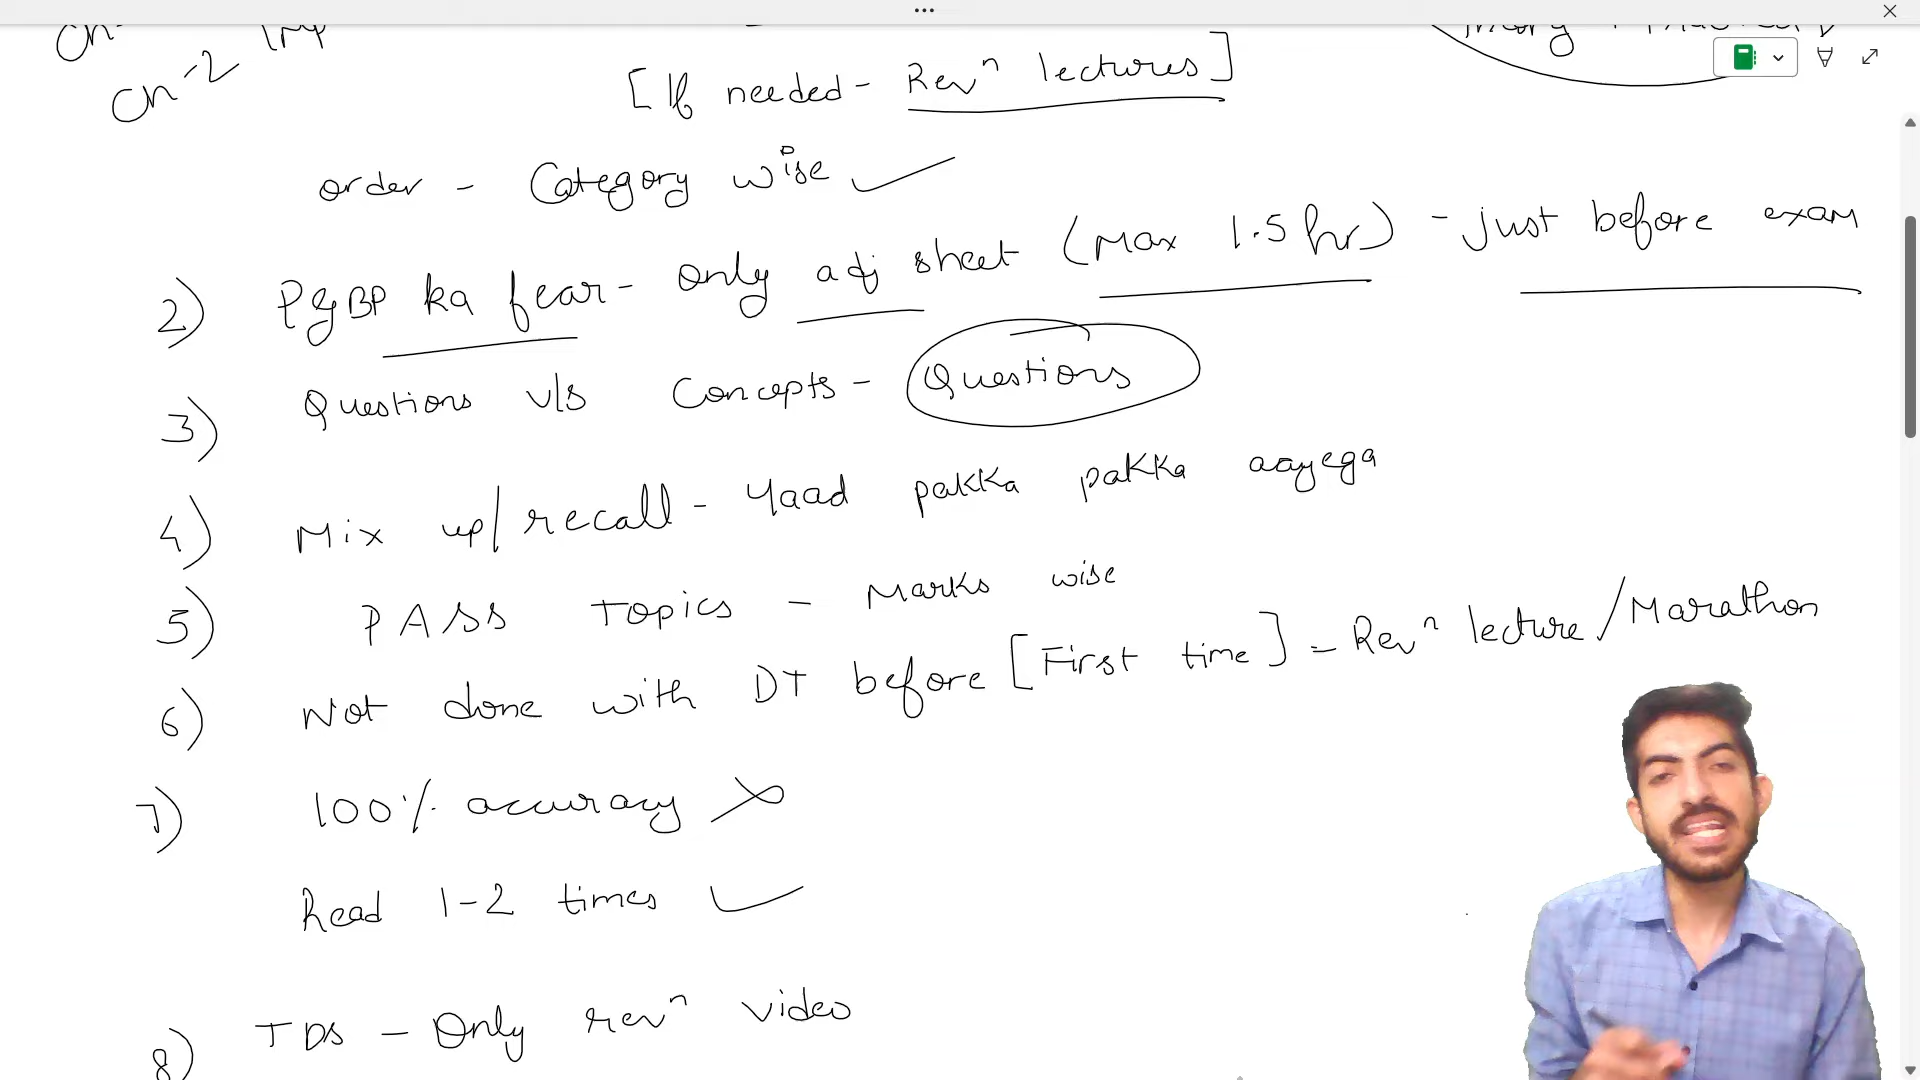 Ch-2 Imp
[If needed - Revⁿ lectures]
order - Category wise
2) PGBP ka fear - Only adj sheet (Max 1.5 hr) - just before exam
3) Questions v/s Concepts - Questions
4) Mix up/recall - Yaad pakka pakka aayega
5) PASS Topics - Marks wise
6) Not done with DT before [First time] - Revⁿ lecture/Marathon
7) 100% accuracy
Read 1-2 times
8) TDS - Only revⁿ video